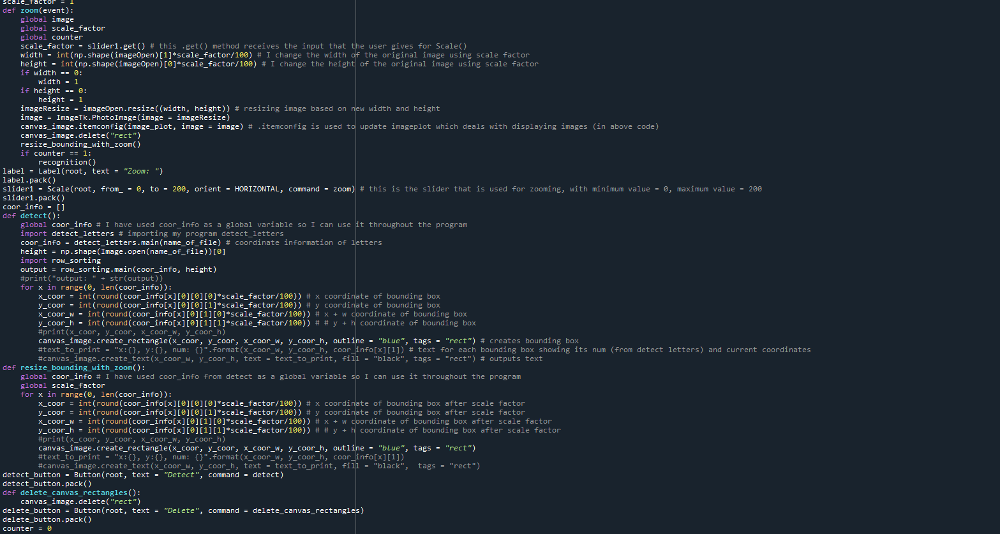 scale_factor = 1
def zoom(event):
    global image
    global scale_factor
    global counter
    scale_factor = slider1.get() # this .get() method receives the input that the user gives for Scale()
    width = int(np.shape(imageOpen)[1]*scale_factor/100) # I change the width of the original image using scale factor
    height = int(np.shape(imageOpen)[0]*scale_factor/100) # I change the height of the original image using scale factor
    if width == 0:
        width = 1
    if height == 0:
        height = 1
    imageResize = imageOpen.resize((width, height)) # resizing image based on new width and height
    image = ImageTk.PhotoImage(image = imageResize)
    canvas_image.itemconfig(image_plot, image = image) # .itemconfig is used to update imageplot which deals with displaying images (in above code)
    canvas_image.delete("rect")
    resize_bounding_with_zoom()
    if counter == 1:
        recognition()
label = Label(root, text = "Zoom: ")
label.pack()
slider1 = Scale(root, from_ = 0, to = 200, orient = HORIZONTAL, command = zoom) # this is the slider that is used for zooming, with minimum value = 0, maximum value = 200
slider1.pack()
coor_info = []
def detect():
    global coor_info # I have used coor_info as a global variable so I can use it throughout the program
    import detect_letters # importing my program detect_letters
    coor_info = detect_letters.main(name_of_file) # coordinate information of letters
    height = np.shape(Image.open(name_of_file))[0]
    import row_sorting
    output = row_sorting.main(coor_info, height)
    #print("output: " + str(output))
    for x in range(0, len(coor_info)):
        x_coor = int(round(coor_info[x][0][0][0]*scale_factor/100)) # x coordinate of bounding box
        y_coor = int(round(coor_info[x][0][0][1]*scale_factor/100)) # y coordinate of bounding box
        x_coor_w = int(round(coor_info[x][0][1][0]*scale_factor/100)) # x + w coordinate of bounding box
        y_coor_h = int(round(coor_info[x][0][1][1]*scale_factor/100)) # # y + h coordinate of bounding box
        #print(x_coor, y_coor, x_coor_w, y_coor_h)
        canvas_image.create_rectangle(x_coor, y_coor, x_coor_w, y_coor_h, outline = "blue", tags = "rect") # creates bounding box
        #text_to_print = "x:{}, y:{}, num: {}".format(x_coor_w, y_coor_h, coor_info[x][1]) # text for each bounding box showing its num (from detect letters) and current coordinates
        #canvas_image.create_text(x_coor_w, y_coor_h, text = text_to_print, fill = "black", tags = "rect") # outputs text
def resize_bounding_with_zoom():
    global coor_info # I have used coor_info from detect as a global variable so I can use it throughout the program
    global scale_factor
    for x in range(0, len(coor_info)):
        x_coor = int(round(coor_info[x][0][0][0]*scale_factor/100)) # x coordinate of bounding box after scale factor
        y_coor = int(round(coor_info[x][0][0][1]*scale_factor/100)) # y coordinate of bounding box after scale factor
        x_coor_w = int(round(coor_info[x][0][1][0]*scale_factor/100)) # x + w coordinate of bounding box after scale factor
        y_coor_h = int(round(coor_info[x][0][1][1]*scale_factor/100)) # # y + h coordinate of bounding box after scale factor
        #print(x_coor, y_coor, x_coor_w, y_coor_h)
        canvas_image.create_rectangle(x_coor, y_coor, x_coor_w, y_coor_h, outline = "blue", tags = "rect")
        #text_to_print = "x:{}, y:{}, num: {}".format(x_coor_w, y_coor_h, coor_info[x][1])
        #canvas_image.create_text(x_coor_w, y_coor_h, text = text_to_print, fill = "black",  tags = "rect")
detect_button = Button(root, text = "Detect", command = detect)
detect_button.pack()
def delete_canvas_rectangles():
    canvas_image.delete("rect")
delete_button = Button(root, text = "Delete", command = delete_canvas_rectangles)
delete_button.pack()
counter = 0